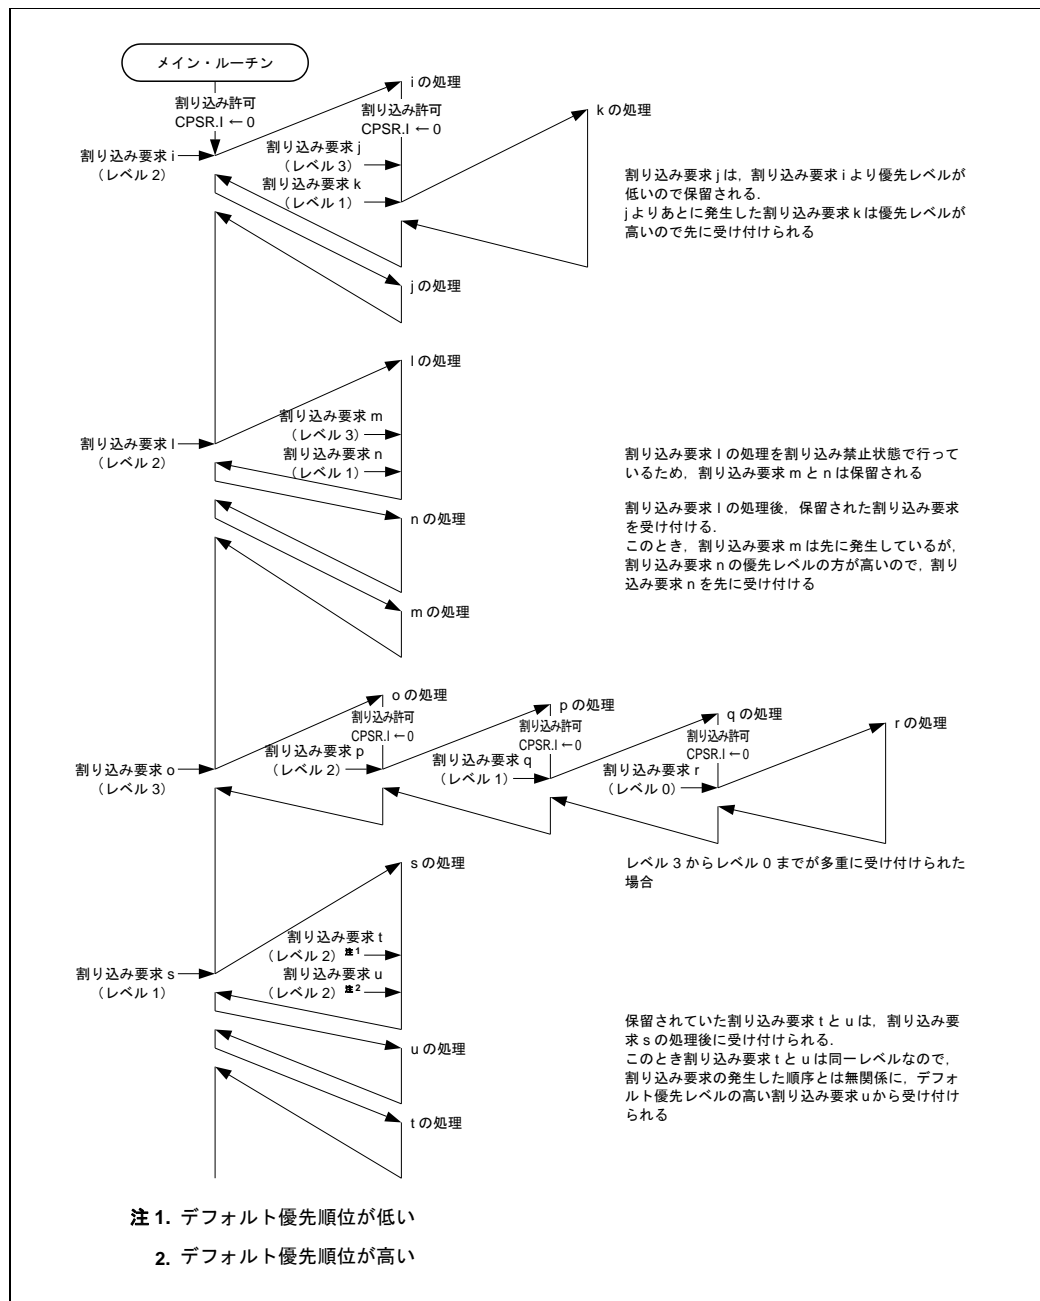 メイン・ルーチン
割り込み許可
CPSR.I ← 0
割り込み要求 i
（レベル 2）
i の処理
割り込み許可
CPSR.I ← 0
割り込み要求 j
（レベル 3）
割り込み要求 k
（レベル 1）
k の処理
割り込み要求 j は，割り込み要求 i より優先レベルが
低いので保留される．
j よりあとに発生した割り込み要求 k は優先レベルが
高いので先に受け付けられる
j の処理
l の処理
割り込み要求 l
（レベル 2）
割り込み要求 m
（レベル 3）
割り込み要求 n
（レベル 1）
割り込み要求 l の処理を割り込み禁止状態で行って
いるため，割り込み要求 m と n は保留される
割り込み要求 l の処理後，保留された割り込み要求
を受け付ける．
このとき，割り込み要求 m は先に発生しているが，
割り込み要求 n の優先レベルの方が高いので，割り
込み要求 n を先に受け付ける
n の処理
m の処理
o の処理
割り込み許可
CPSR.I ← 0
割り込み要求 o
（レベル 3）
割り込み要求 p
（レベル 2）
p の処理
割り込み許可
CPSR.I ← 0
割り込み要求 q
（レベル 1）
q の処理
割り込み許可
CPSR.I ← 0
割り込み要求 r
（レベル 0）
r の処理
レベル 3 からレベル 0 までが多重に受け付けられた
場合
s の処理
割り込み要求 s
（レベル 1）
割り込み要求 t
（レベル 2）注 1
割り込み要求 u
（レベル 2）注 2
保留されていた割り込み要求 t と u は，割り込み要
求 s の処理後に受け付けられる．
このとき割り込み要求 t と u は同一レベルなので，
割り込み要求の発生した順序とは無関係に，デフォ
ルト優先レベルの高い割り込み要求 u から受け付け
られる
u の処理
t の処理
注 1. デフォルト優先順位が低い
2. デフォルト優先順位が高い